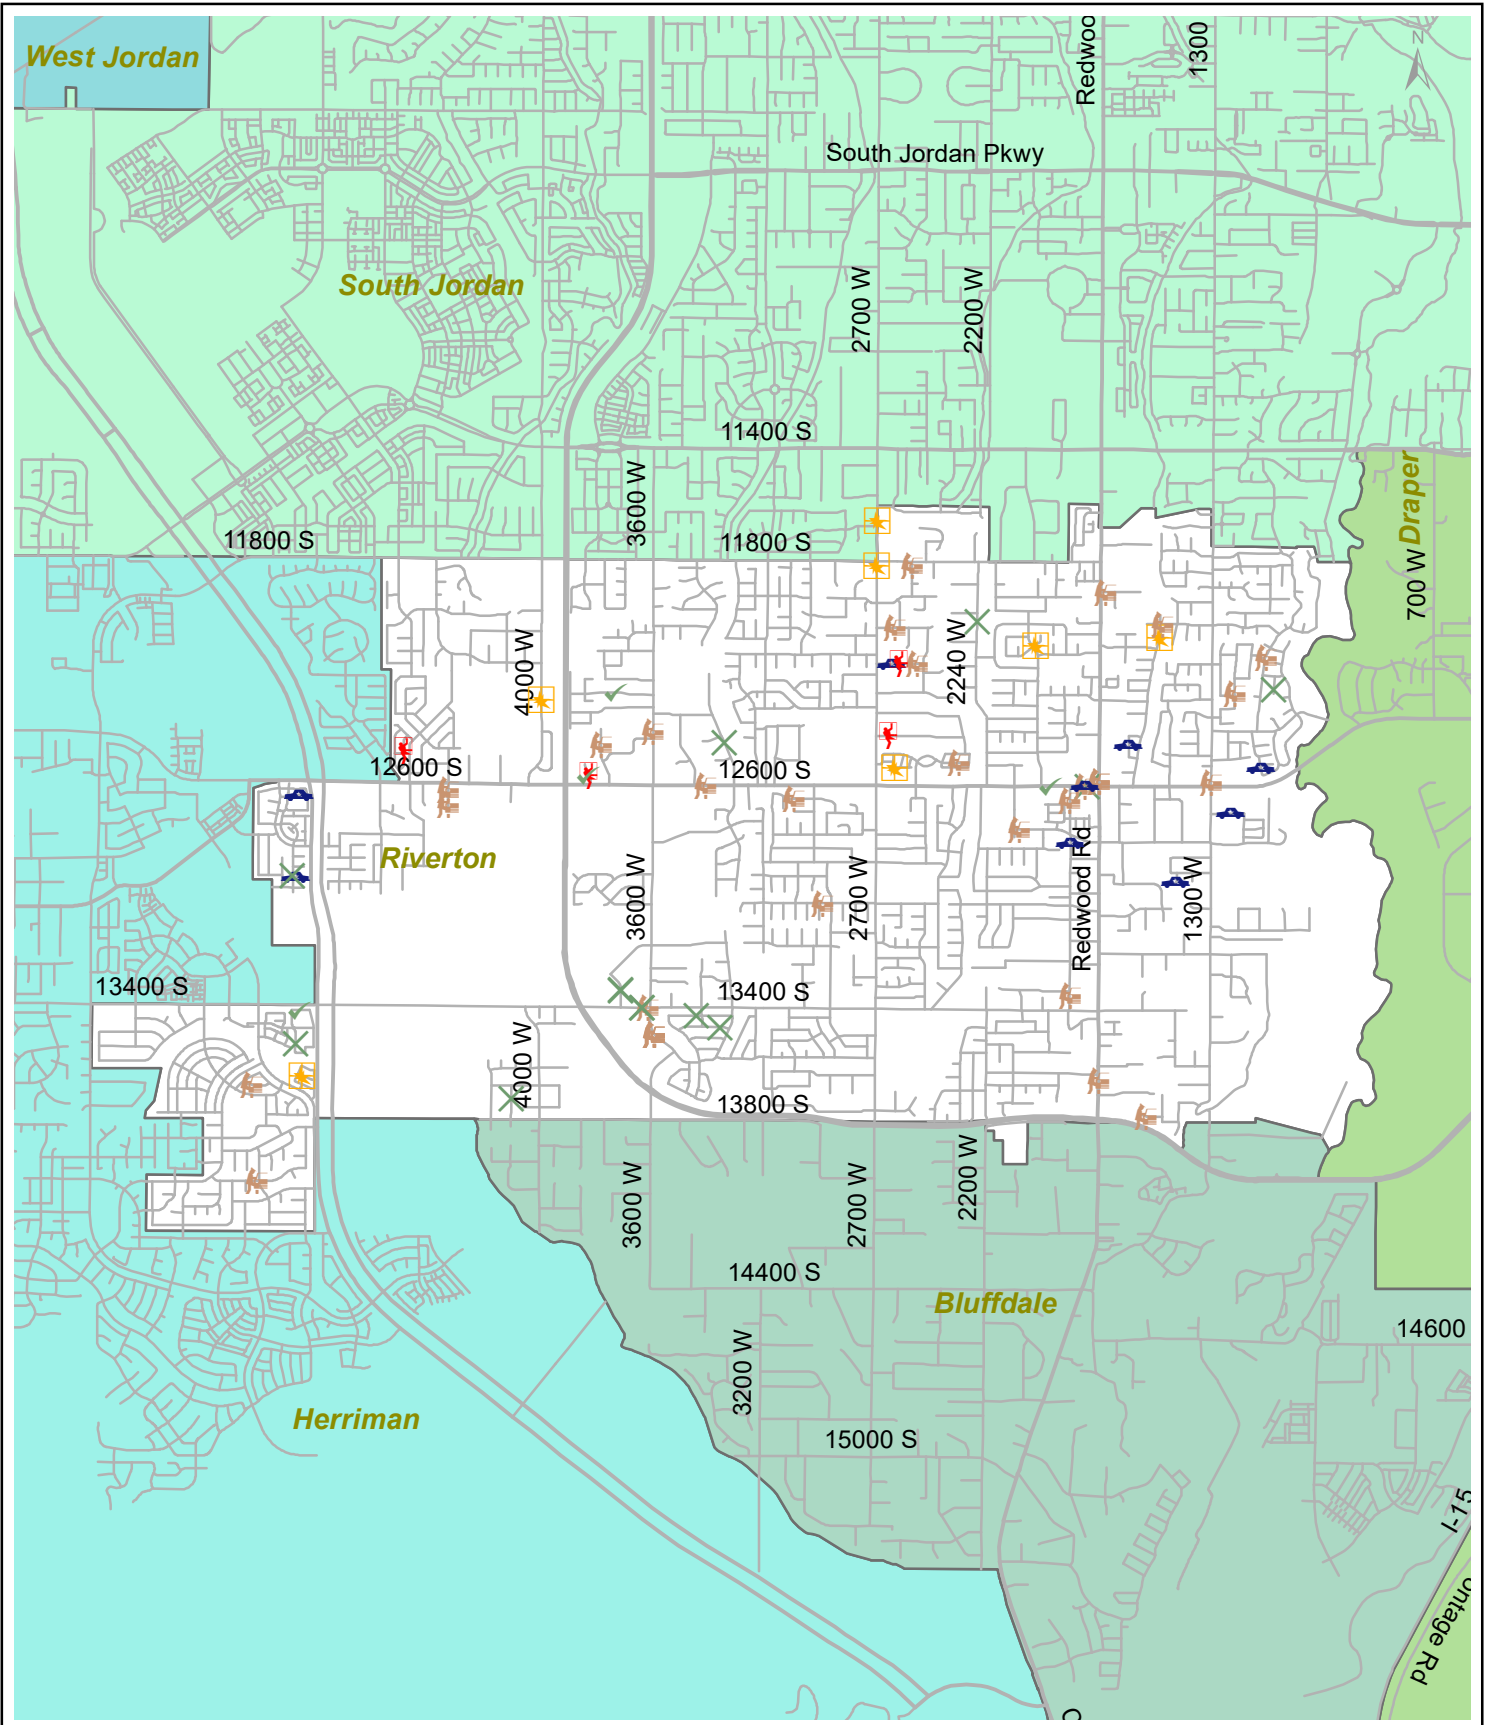 West Jordan
Redwoo
1300
N
South Jordan Pkwy
South Jordan
2700 W
2200 W
11400 S
Draper
3600 W
11800 S
11800 S
700 W
4000 W
2240 W
12600 S
12600 S
Riverton
3600 W
2700 W
Redwood Rd
1300 W
13400 S
13400 S
4000 W
13800 S
3600 W
2700 W
2200 W
14400 S
Bluffdale
14600
3200 W
Herriman
15000 S
I-15
ontage Rd